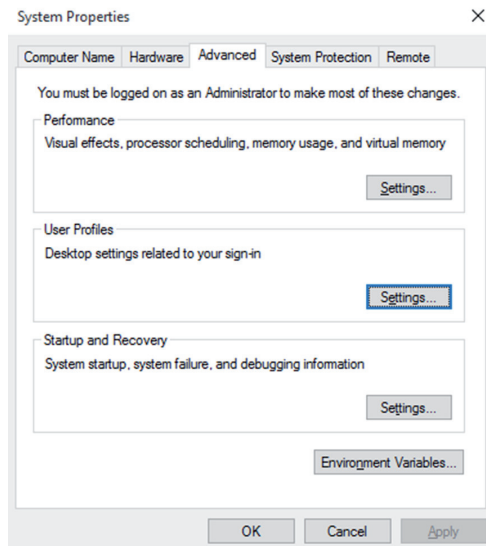 System Properties
Computer Name Hardware Advanced System Protection Remote
You must be logged on as an Administrator to make most of these changes.
Performance
Visual effects, processor scheduling, memory usage, and virtual memory
Settings...
User Profiles
Desktop settings related to your sign-in
Settings...
Startup and Recovery
System startup, system failure, and debugging information
Settings...
Environment Variables...
OK Cancel Apply